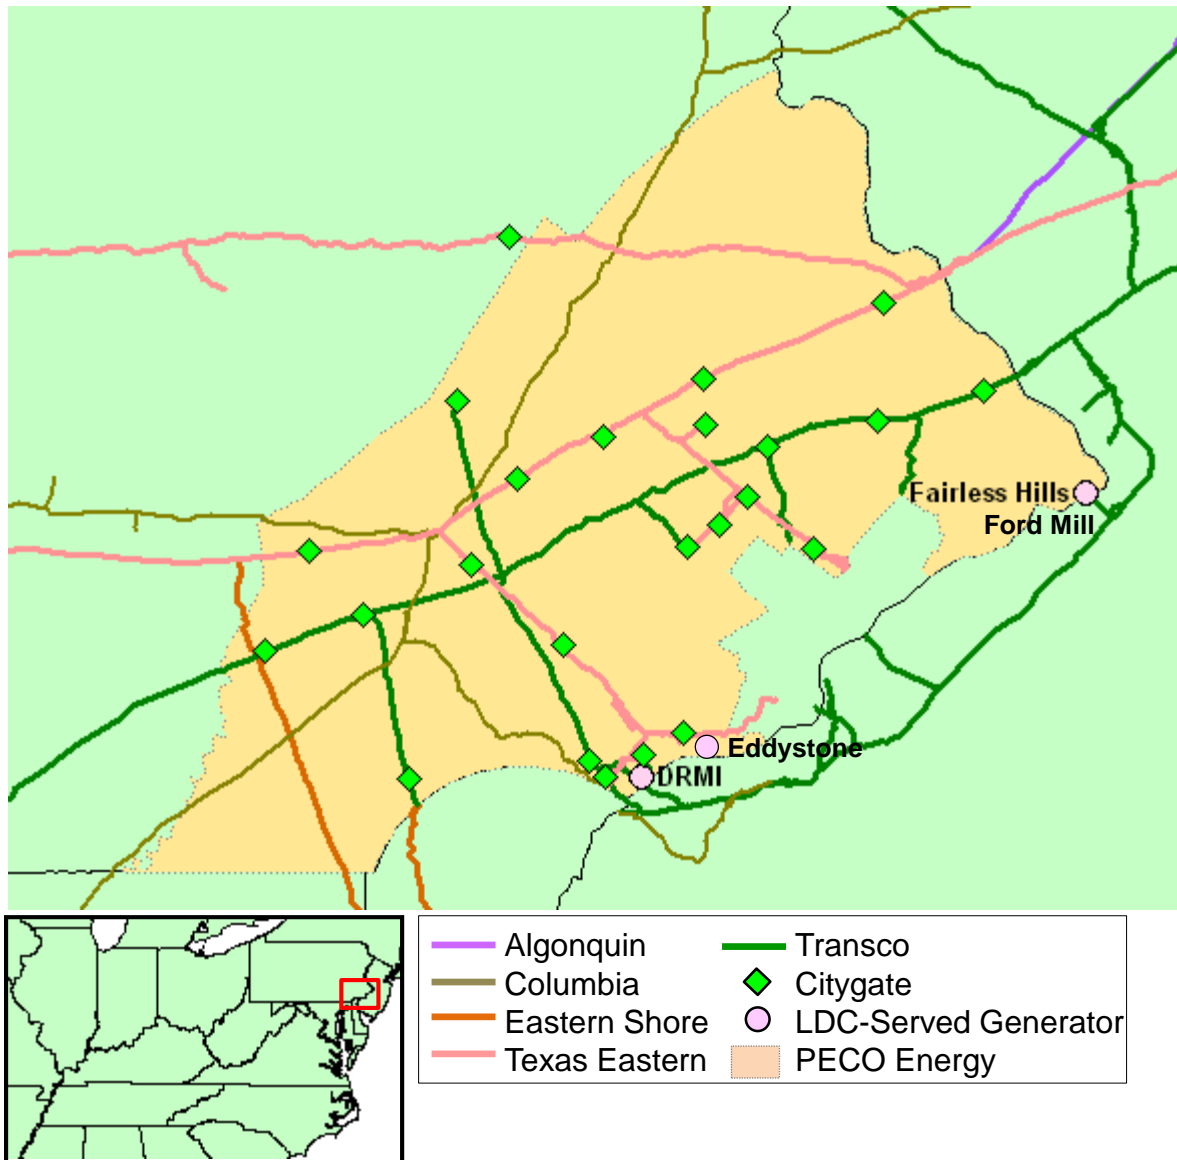 Fairless Hills
Ford Mill
Eddystone
DRMI
Algonquin
Columbia
Eastern Shore
Texas Eastern
Transco
Citygate
LDC-Served Generator
PECO Energy